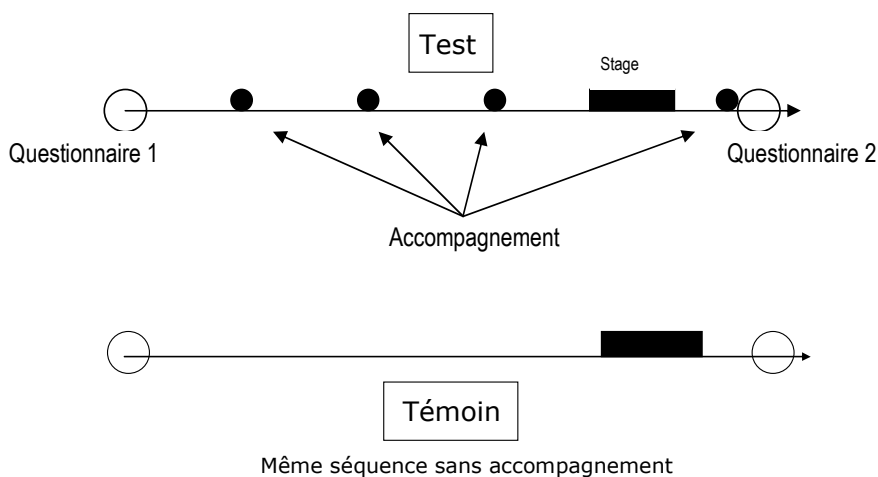 Test
Stage
Questionnaire 1
Questionnaire 2
Accompagnement
Témoin
Même séquence sans accompagnement